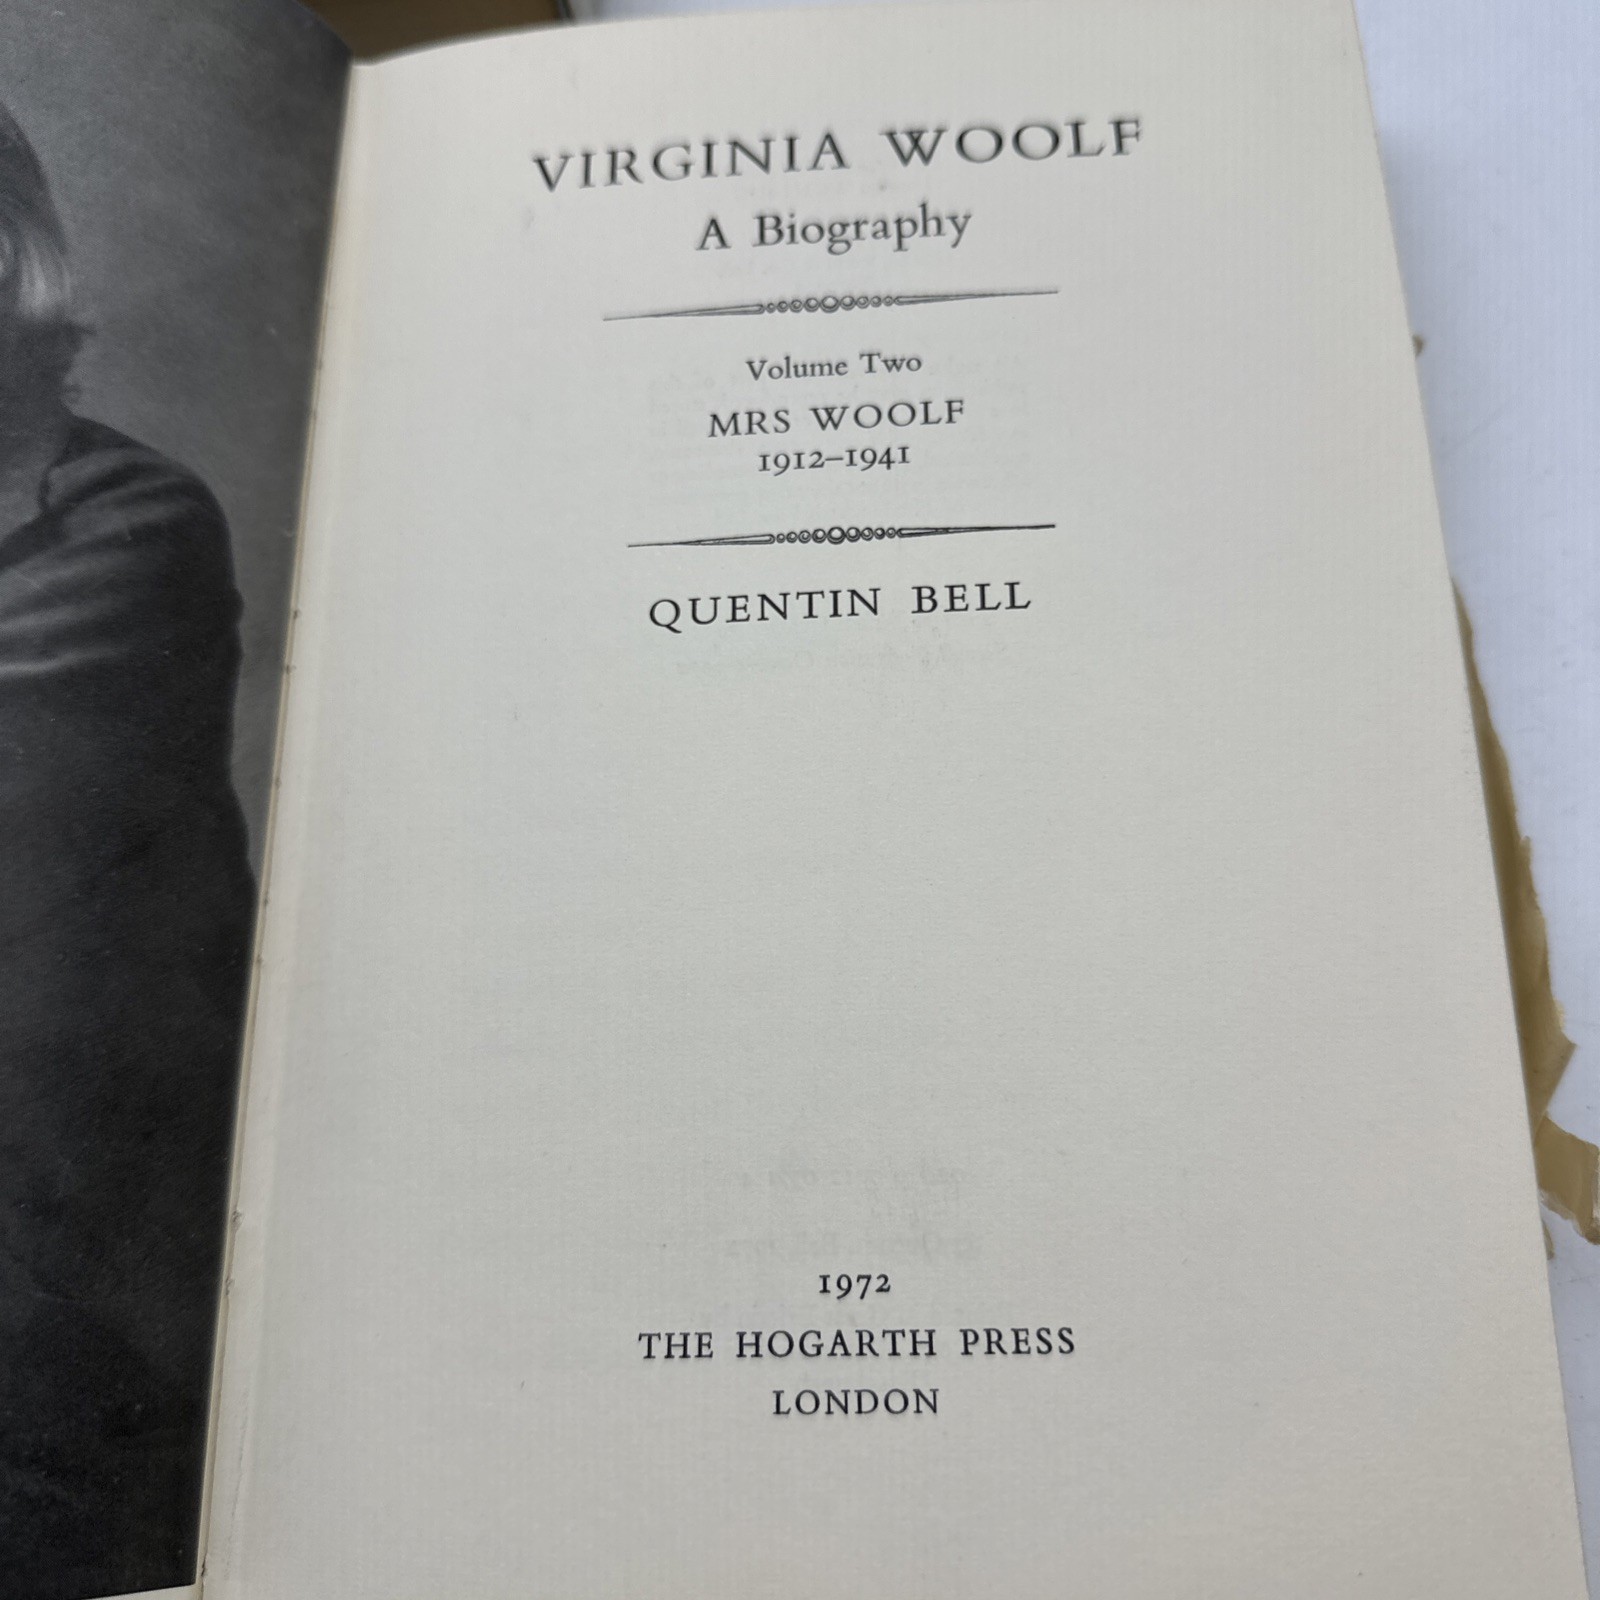 VIRGINIA WOOLF
A Biography
Volume Two
MRS WOOLF
1912–1941
QUENTIN BELL
1972
THE HOGARTH PRESS
LONDON